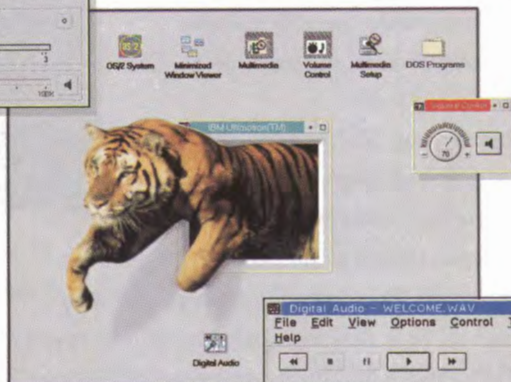 3
100%
OS/2 System
Minimized
Window Viewer
Multimedia
Volume
Control
Multimedia
Setup
DOS Programs
IBM Ultimotion(TM)
Volume Control
70
- +
Digital Audio - WELCOME.WAV
File Edit View Options Control
Help
Digital Audio